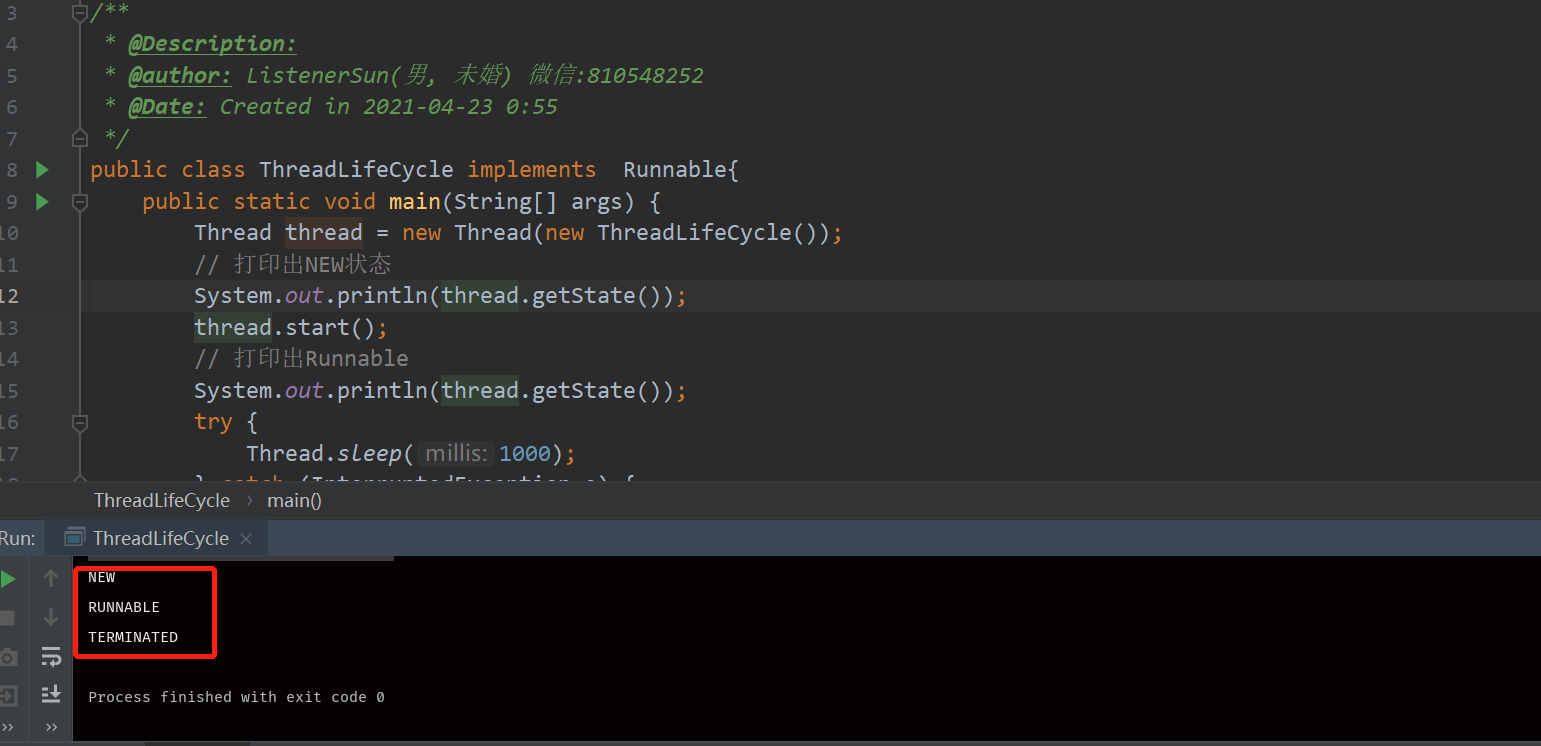 3 /**
4 * @Description:
5 * @author: ListenerSun(男, 未婚) 微信:810548252
6 * @Date: Created in 2021-04-23 0:55
7 */
8 public class ThreadLifeCycle implements  Runnable{
9 public static void main(String[] args) {
10 Thread thread = new Thread(new ThreadLifeCycle());
11 // 打印出NEW状态
12 System.out.println(thread.getState());
13 thread.start();
14 // 打印出Runnable
15 System.out.println(thread.getState());
16 try {
17 Thread.sleep( millis: 1000);
} catch (InterruptedException e) {
ThreadLifeCycle › main()
Run: ThreadLifeCycle ×
NEW
RUNNABLE
TERMINATED
Process finished with exit code 0
» »